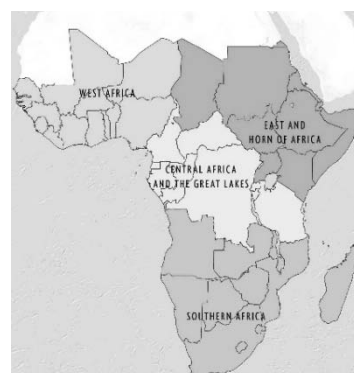 WEST AFRICA
EAST AND
HORN OF AFRICA
CENTRAL AFRICA
AND THE GREAT LAKES
SOUTHERN AFRICA